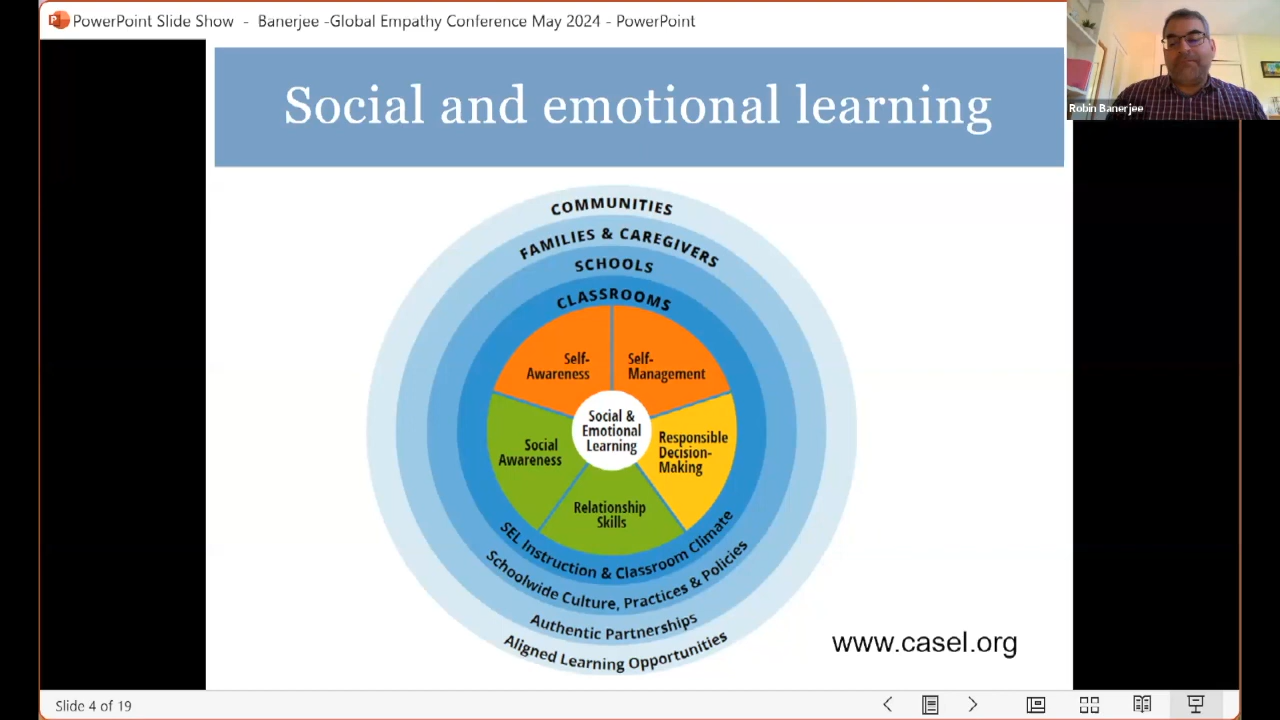 PowerPoint Slide Show - Banerjee -Global Empathy Conference May 2024 - PowerPoint
Robin Banerjee
Social and emotional learning
COMMUNITIES
FAMILIES & CAREGIVERS
SCHOOLS
CLASSROOMS
Self-
Awareness
Self-
Management
Social &
Emotional
Learning
Social
Awareness
Responsible
Decision-
Making
Relationship
Skills
SEL Instruction & Classroom Climate
Schoolwide Culture, Practices & Policies
Authentic Partnerships
Aligned Learning Opportunities
www.casel.org
Slide 4 of 19